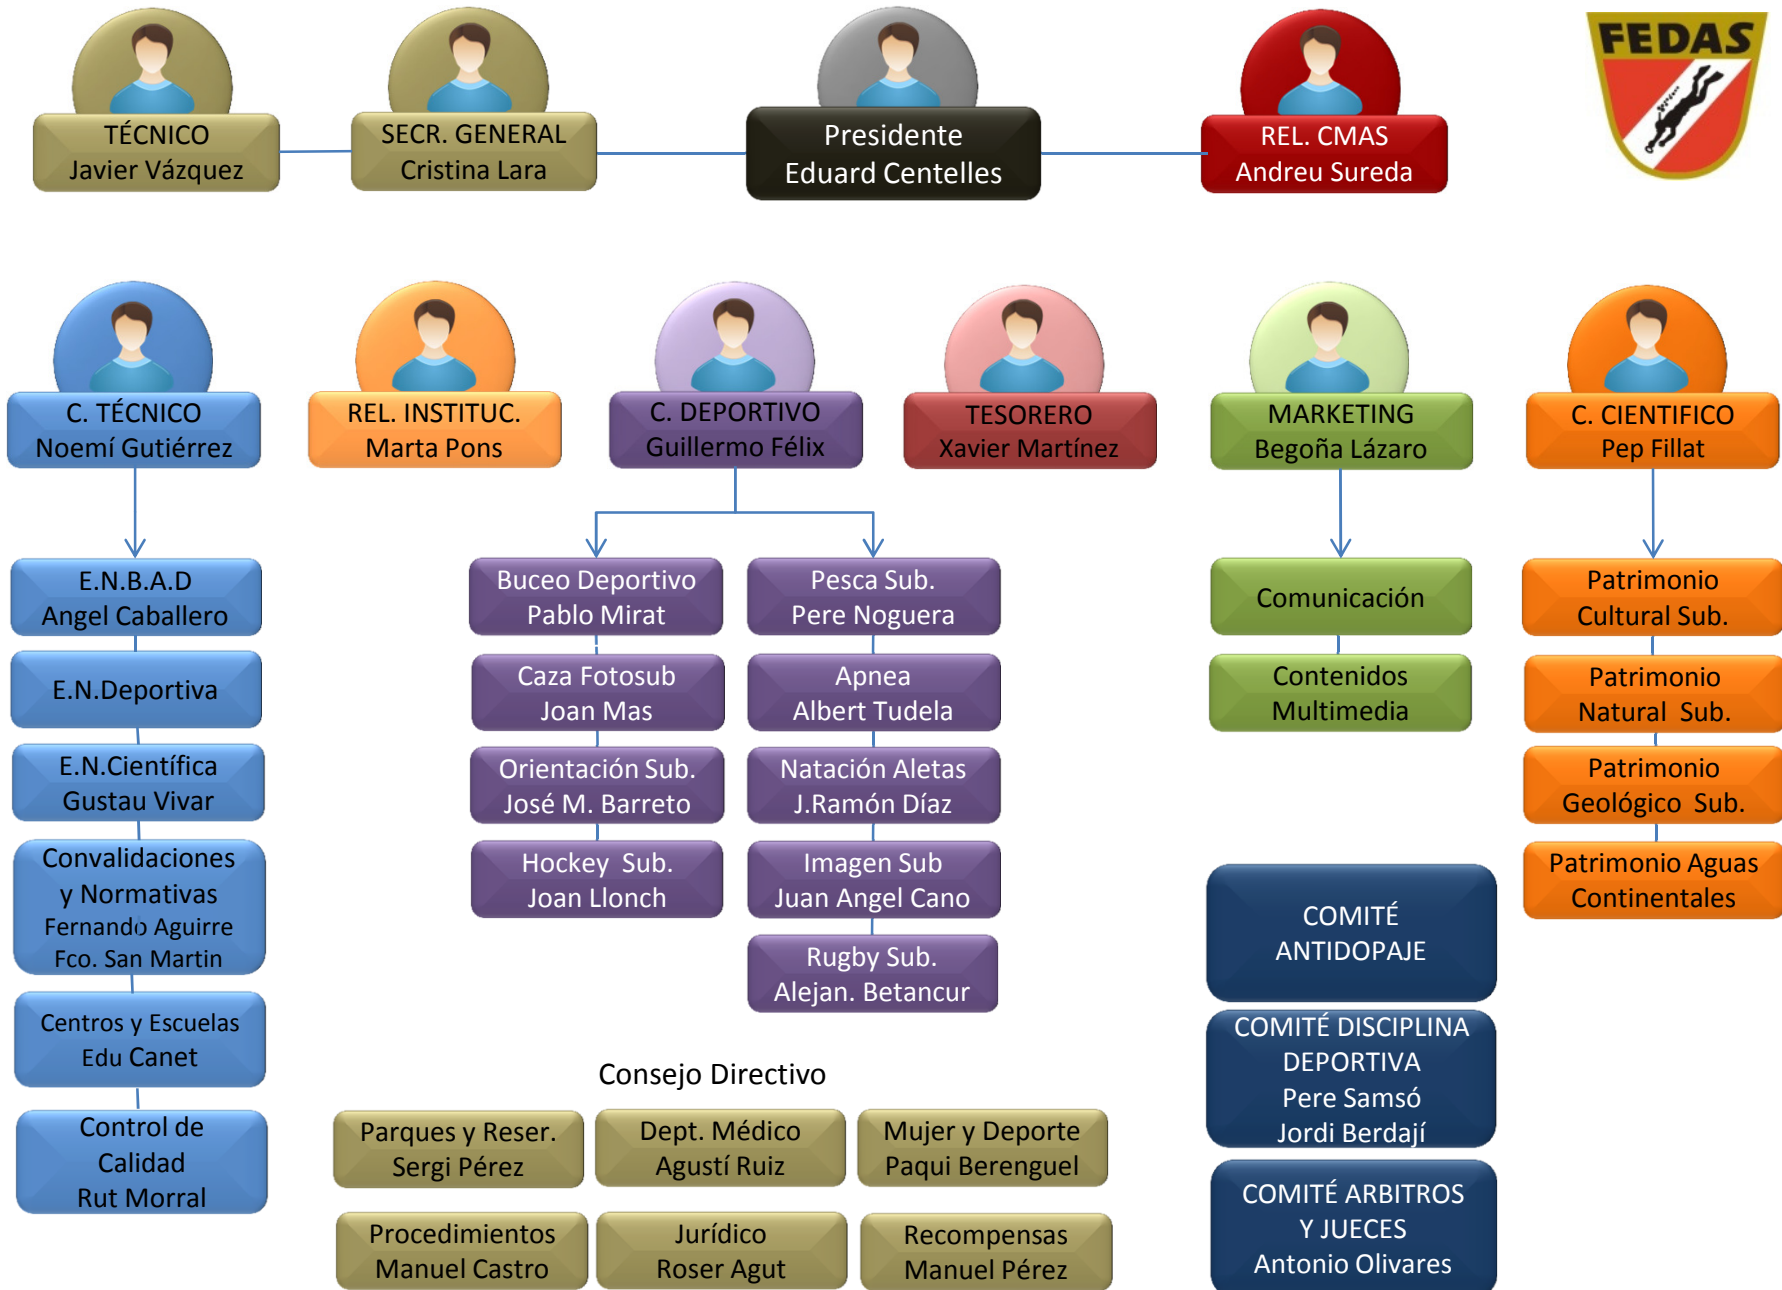 FEDAS
TÉCNICO
Javier Vázquez
SECR. GENERAL
Cristina Lara
Presidente
Eduard Centelles
REL. CMAS
Andreu Sureda
C. TÉCNICO
Noemí Gutiérrez
REL. INSTITUC.
Marta Pons
C. DEPORTIVO
Guillermo Félix
TESORERO
Xavier Martínez
MARKETING
Begoña Lázaro
C. CIENTIFICO
Pep Fillat
E.N.B.A.D
Angel Caballero
E.N.Deportiva
E.N.Científica
Gustau Vivar
Convalidaciones
y Normativas
Fernando Aguirre
Fco. San Martin
Centros y Escuelas
Edu Canet
Control de
Calidad
Rut Morral
Buceo Deportivo
Pablo Mirat
Caza Fotosub
Joan Mas
Orientación Sub.
José M. Barreto
Hockey Sub.
Joan Llonch
Pesca Sub.
Pere Noguera
Apnea
Albert Tudela
Natación Aletas
J.Ramón Díaz
Imagen Sub
Juan Angel Cano
Rugby Sub.
Alejan. Betancur
Comunicación
Contenidos
Multimedia
Patrimonio
Cultural Sub.
Patrimonio
Natural Sub.
Patrimonio
Geológico Sub.
Patrimonio Aguas
Continentales
COMITÉ
ANTIDOPAJE
COMITÉ DISCIPLINA
DEPORTIVA
Pere Samsó
Jordi Berdají
COMITÉ ARBITROS
Y JUECES
Antonio Olivares
Consejo Directivo
Parques y Reser.
Sergi Pérez
Dept. Médico
Agustí Ruiz
Mujer y Deporte
Paqui Berenguel
Procedimientos
Manuel Castro
Jurídico
Roser Agut
Recompensas
Manuel Pérez